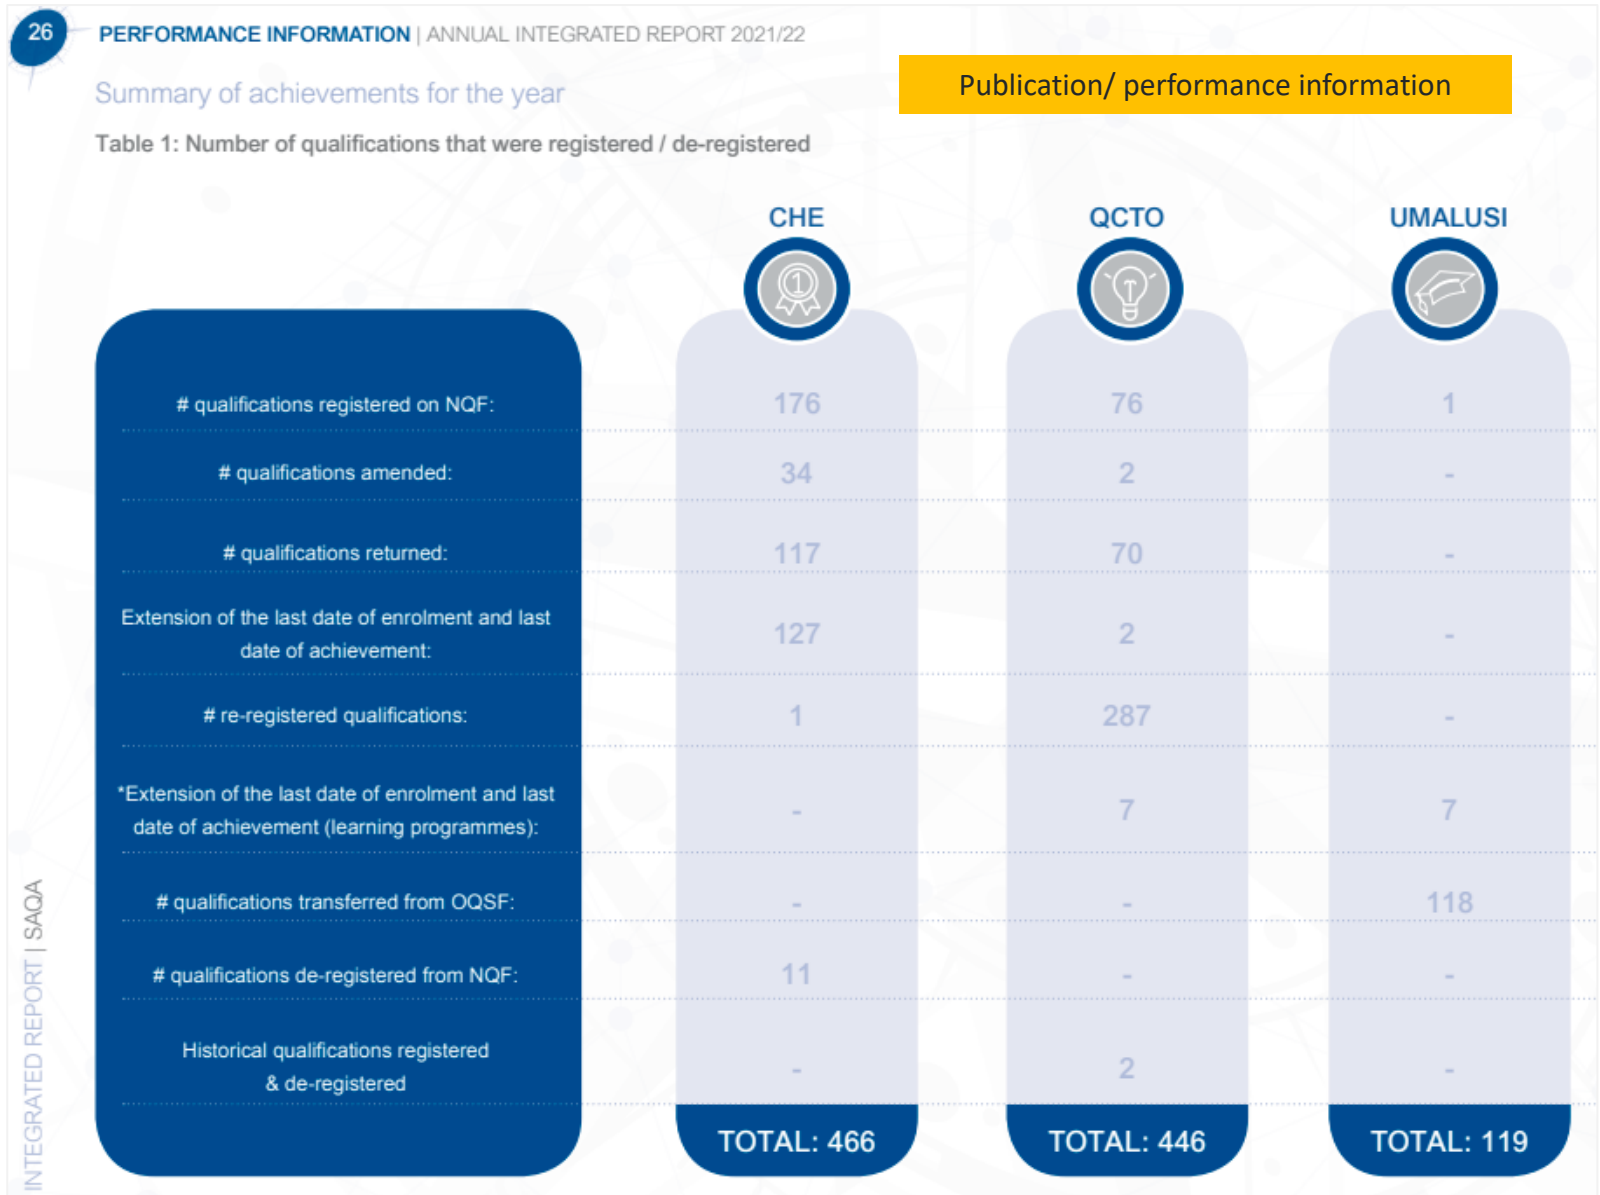 26
PERFORMANCE INFORMATION | ANNUAL INTEGRATED REPORT 2021/22
Publication/ performance information
Summary of achievements for the year
Table 1: Number of qualifications that were registered / de-registered
CHE QCTO UMALUSI
1
# qualifications registered on NQF: 176 76 1
# qualifications amended: 34 2 -
# qualifications returned: 117 70 -
Extension of the last date of enrolment and last
date of achievement: 127 2 -
# re-registered qualifications: 1 287 -
*Extension of the last date of enrolment and last
date of achievement (learning programmes): - 7 7
# qualifications transferred from OQSF: - - 118
# qualifications de-registered from NQF: 11 - -
Historical qualifications registered
& de-registered - 2 -
TOTAL: 466 TOTAL: 446 TOTAL: 119
INTEGRATED REPORT | SAQA